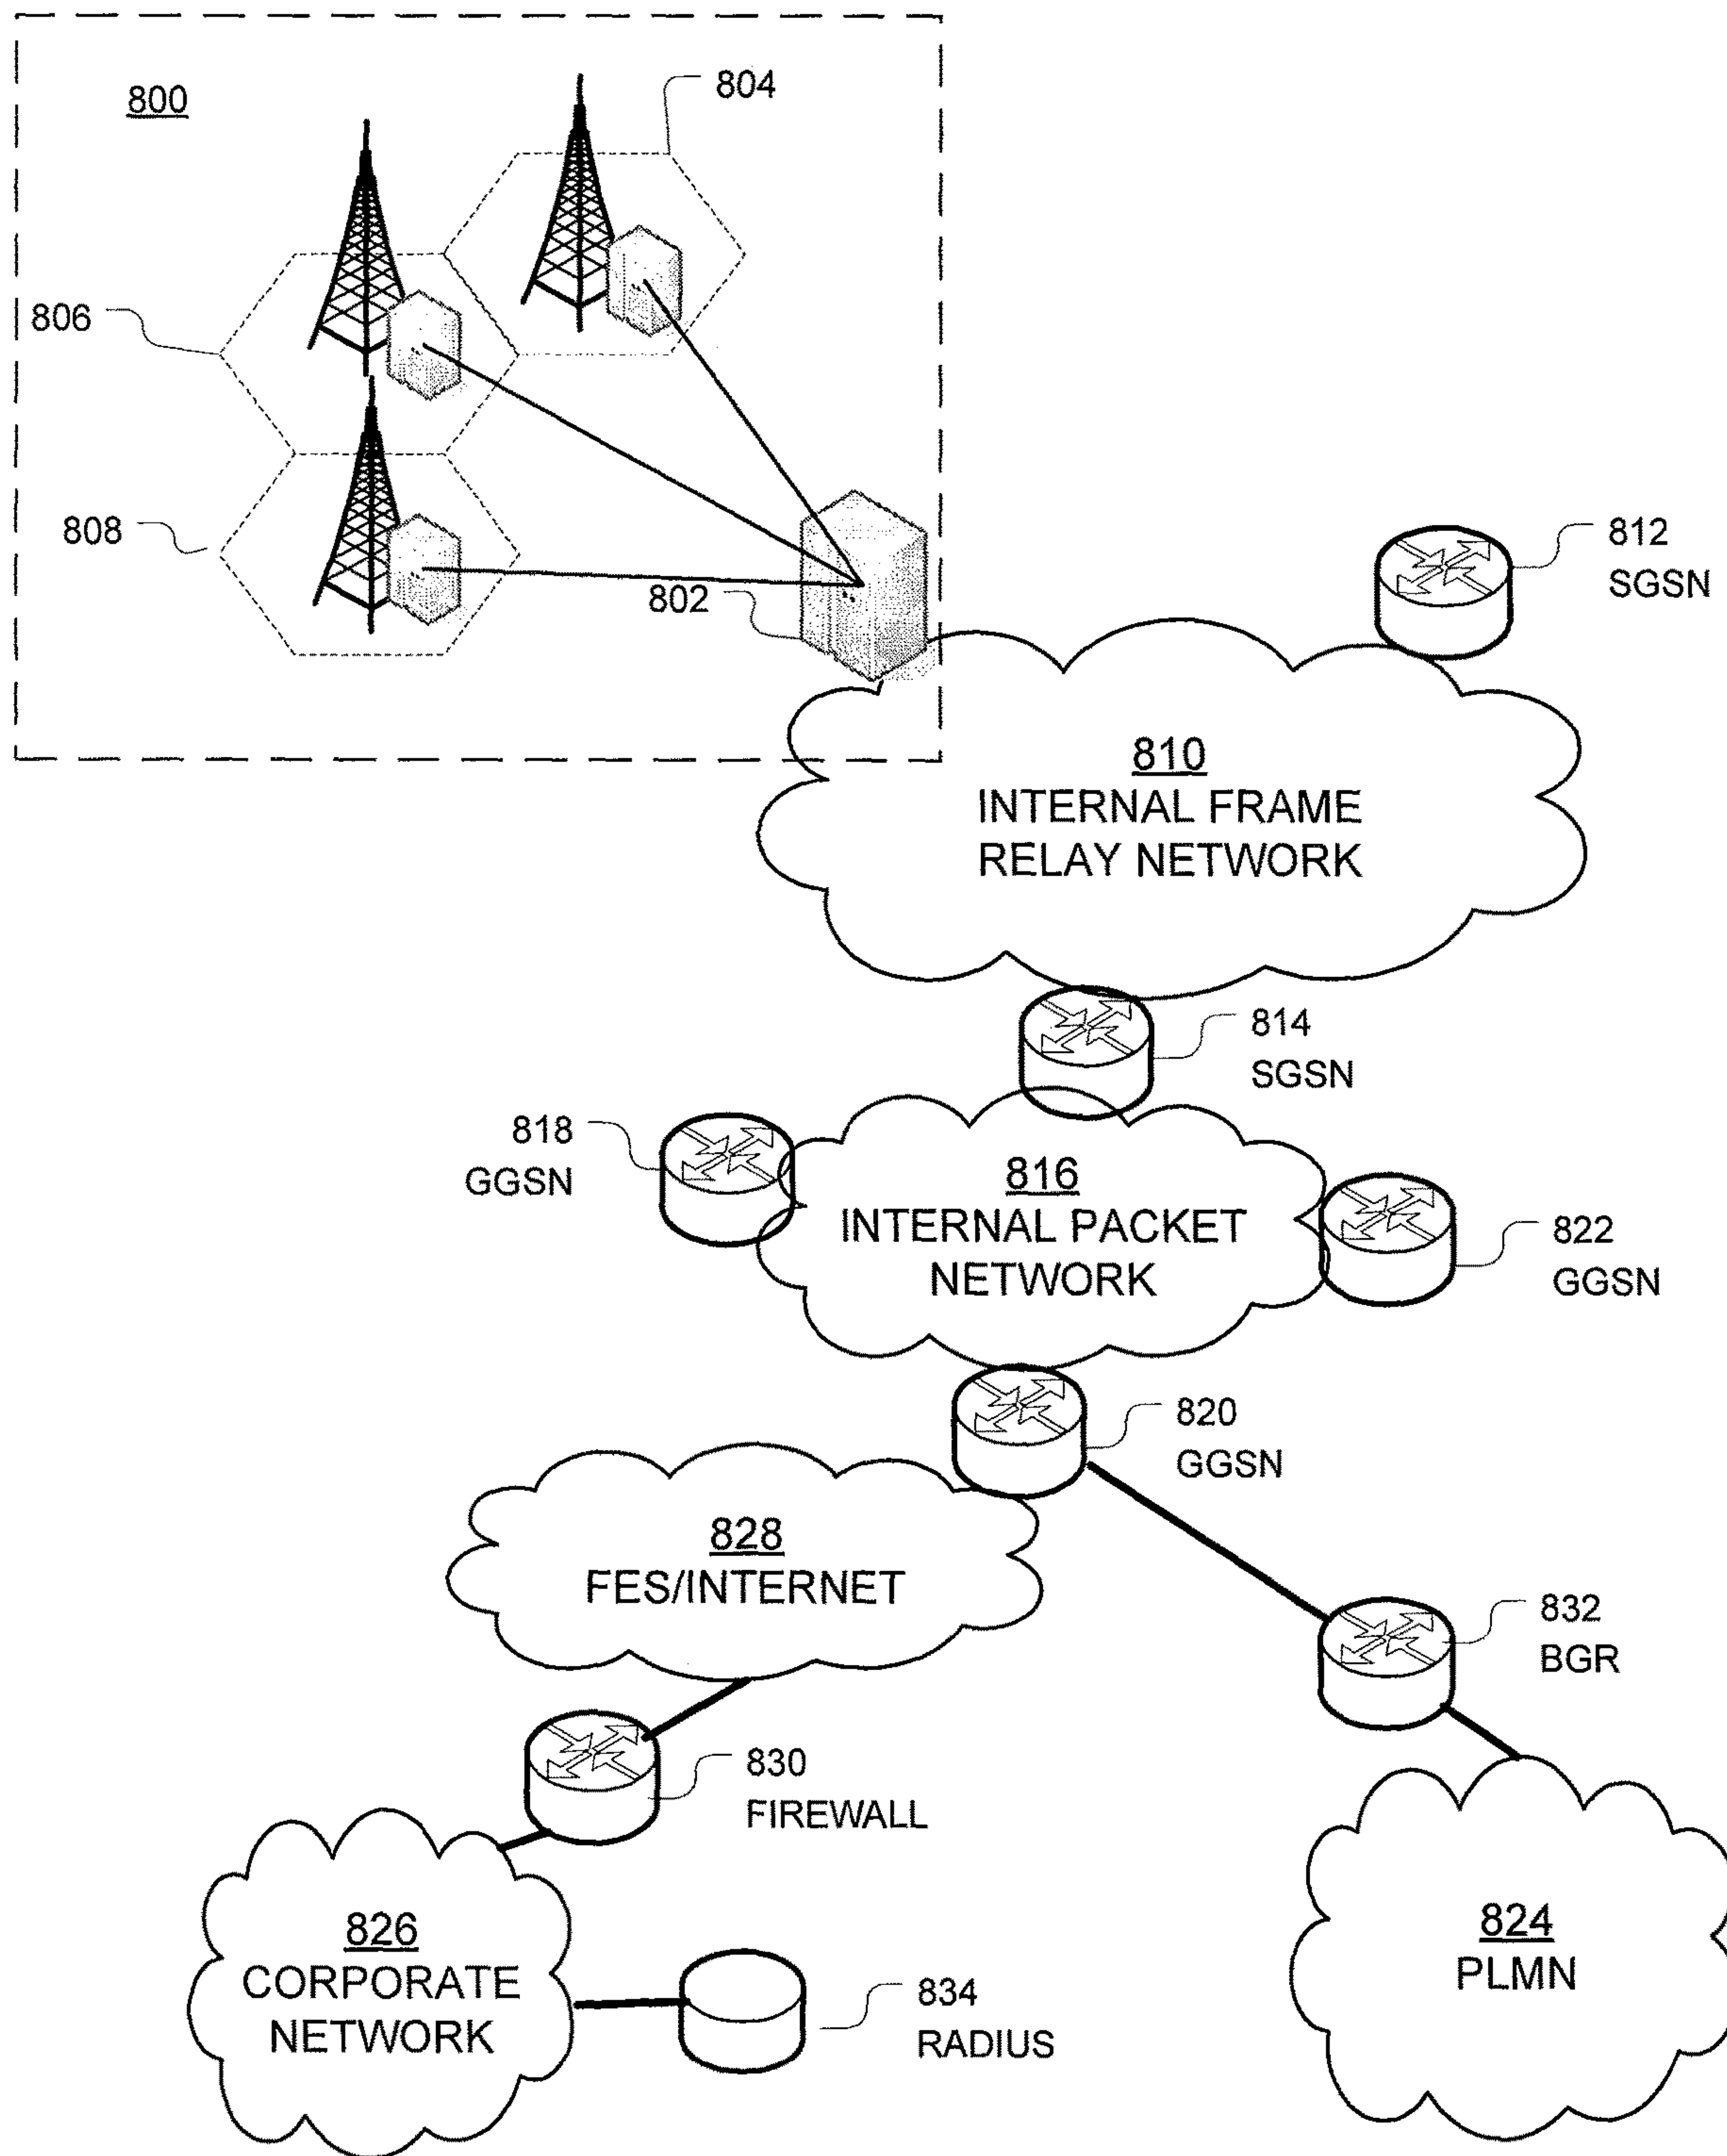 800
804
806
808
802
812
SGSN
810
INTERNAL FRAME
RELAY NETWORK
814
SGSN
818
GGSN
816
INTERNAL PACKET
NETWORK
822
GGSN
820
GGSN
828
FES/INTERNET
832
BGR
830
FIREWALL
826
CORPORATE
NETWORK
834
RADIUS
824
PLMN